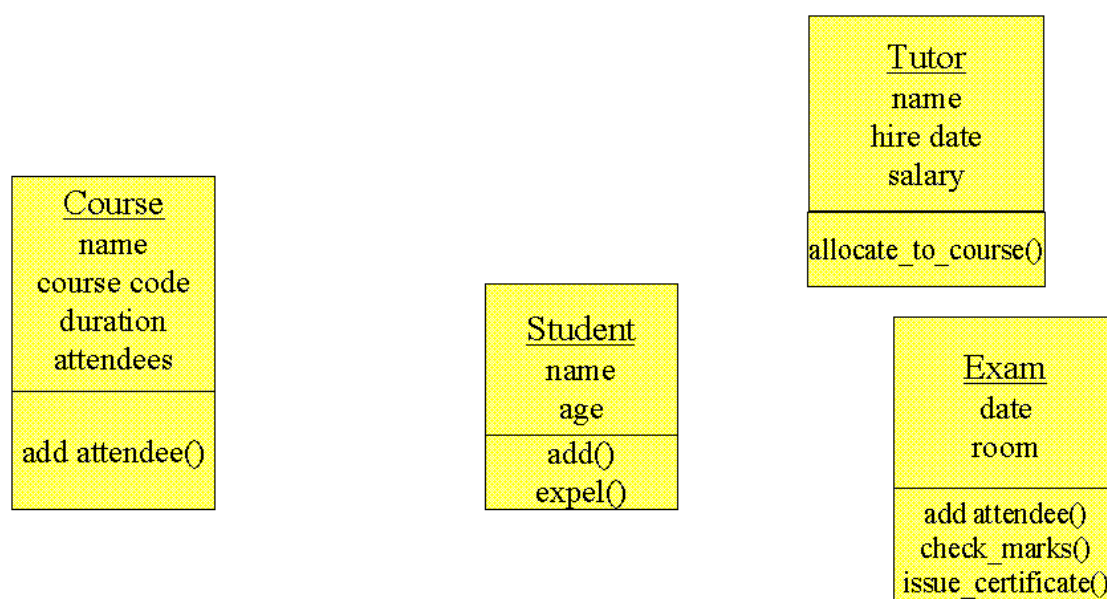 Course
name
course code
duration
attendees
add attendee()
Student
name
age
add()
expel()
Tutor
name
hire date
salary
allocate_to_course()
Exam
date
room
add attendee()
check_marks()
issue_certificate()